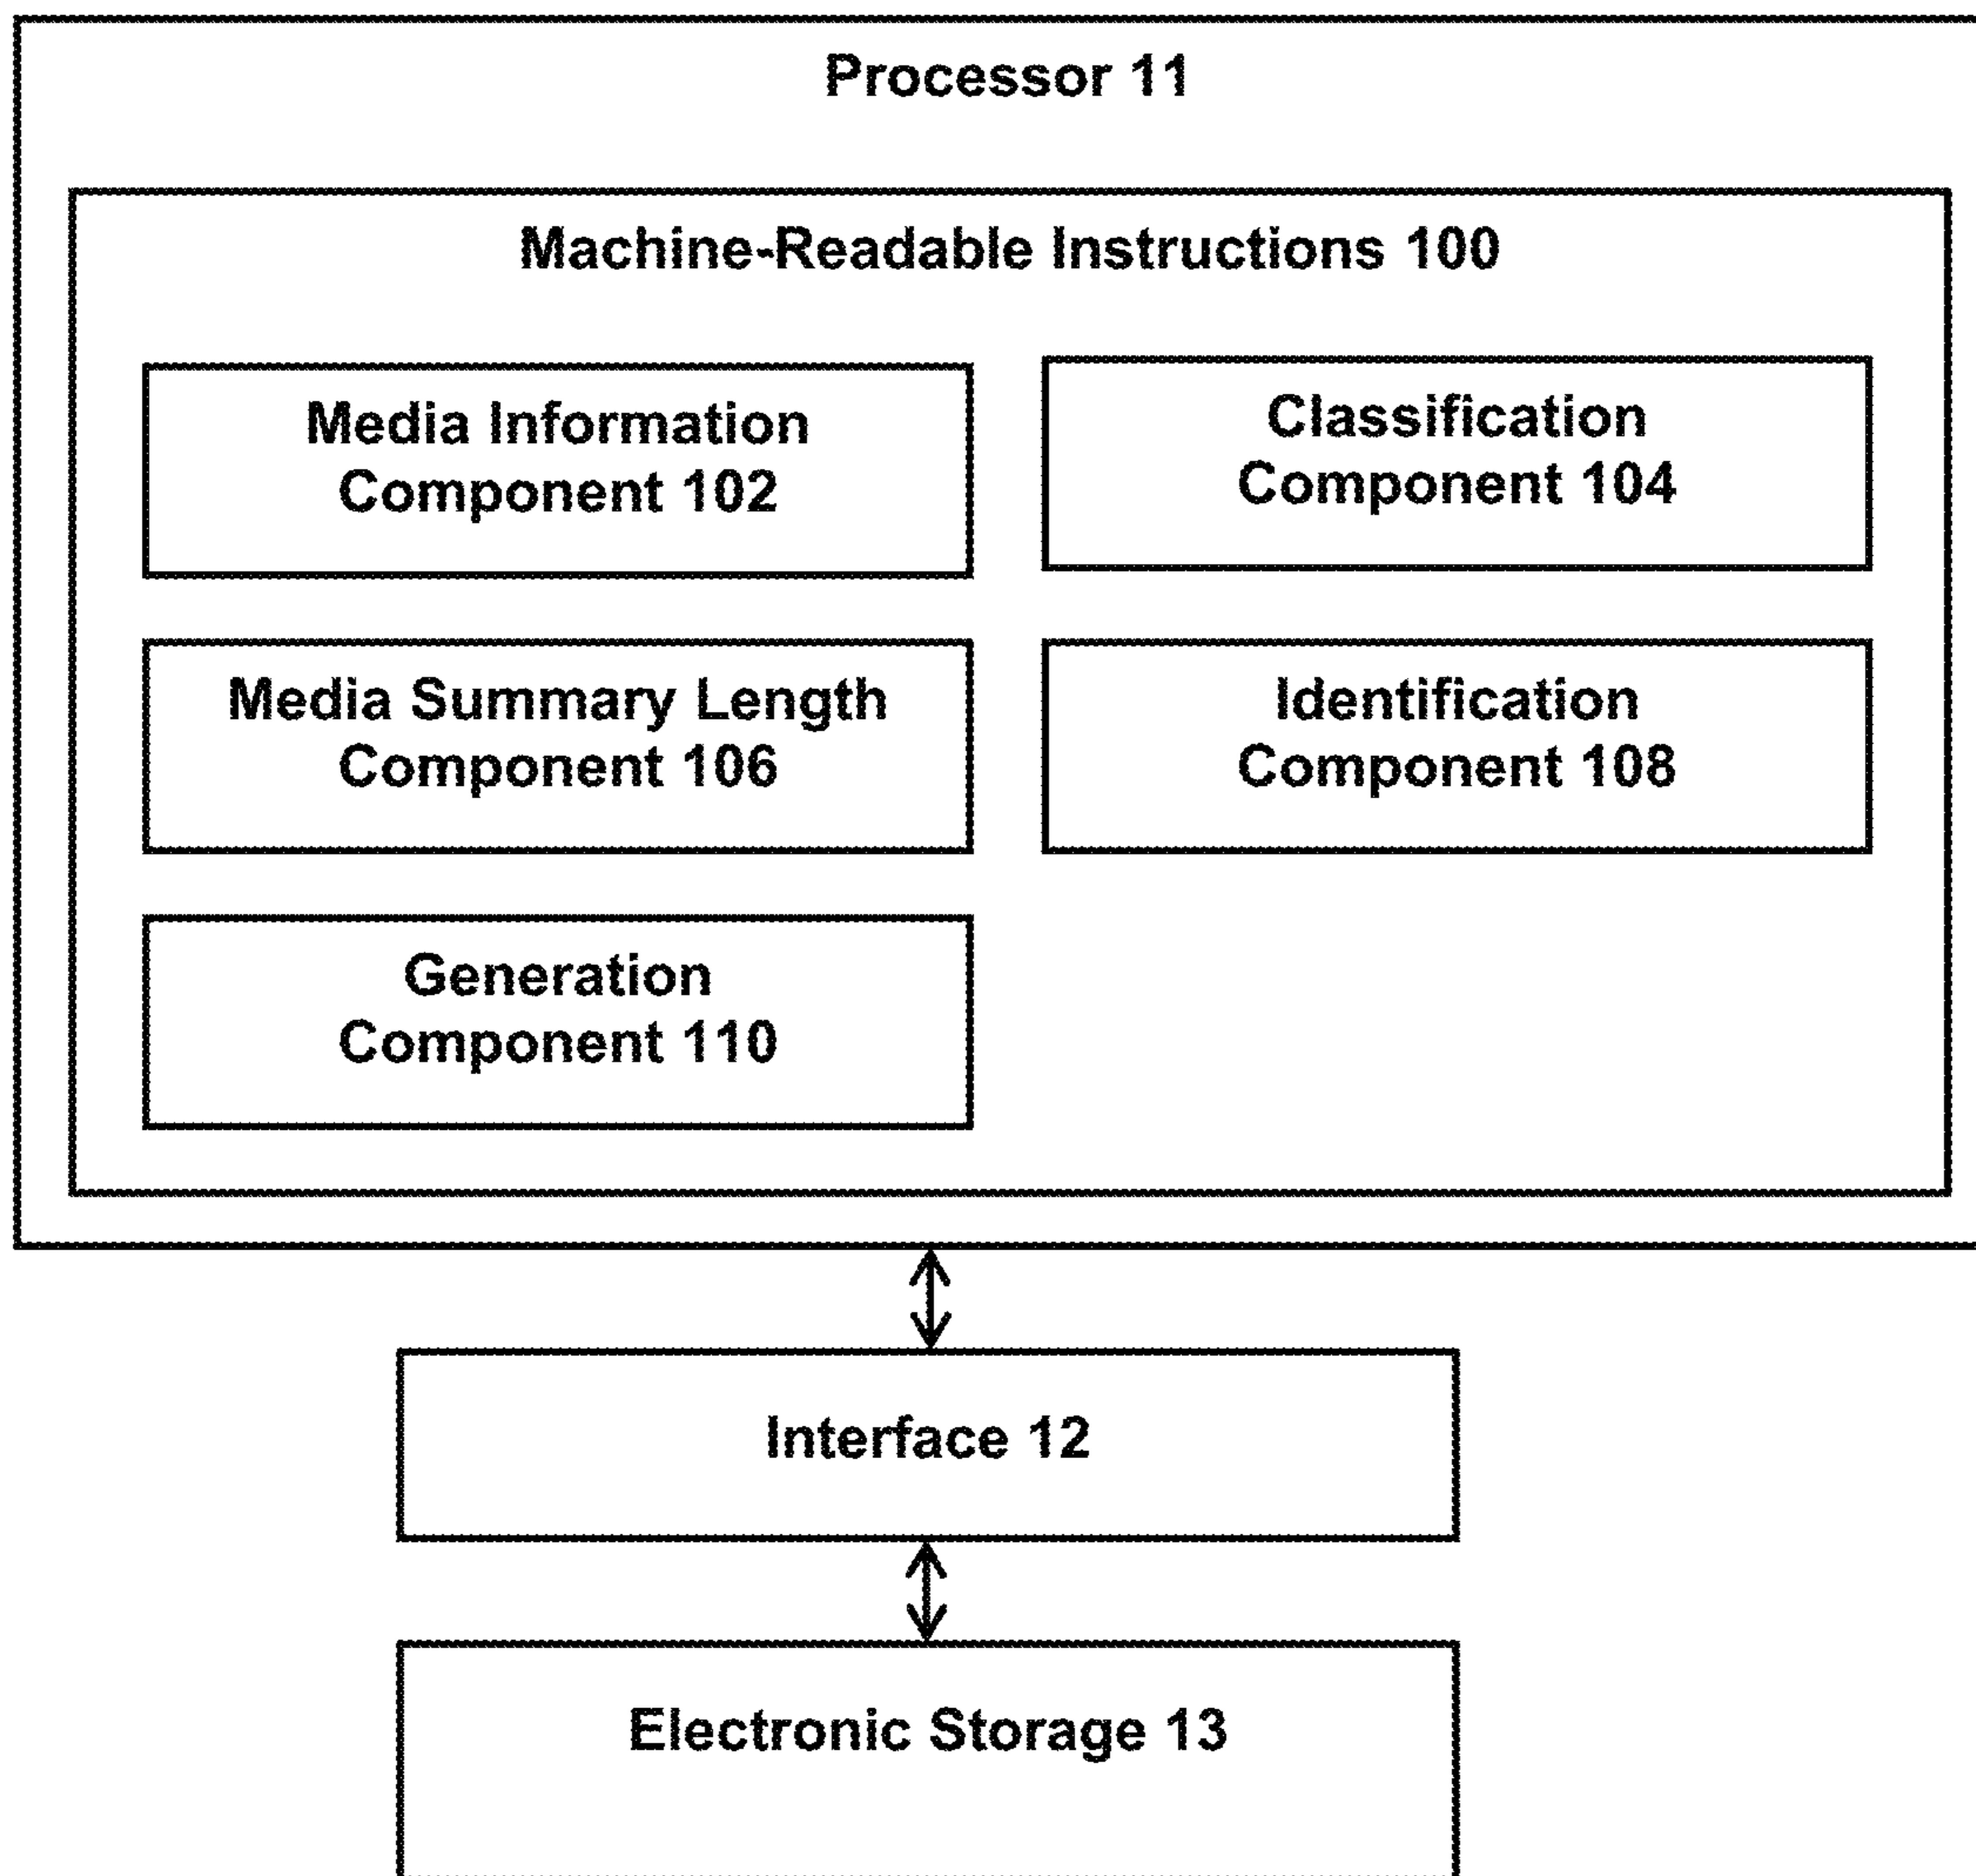 Processor 11
Machine-Readable Instructions 100
Media Information
Component 102
Classification
Component 104
Media Summary Length
Component 106
Identification
Component 108
Generation
Component 110
Interface 12
Electronic Storage 13